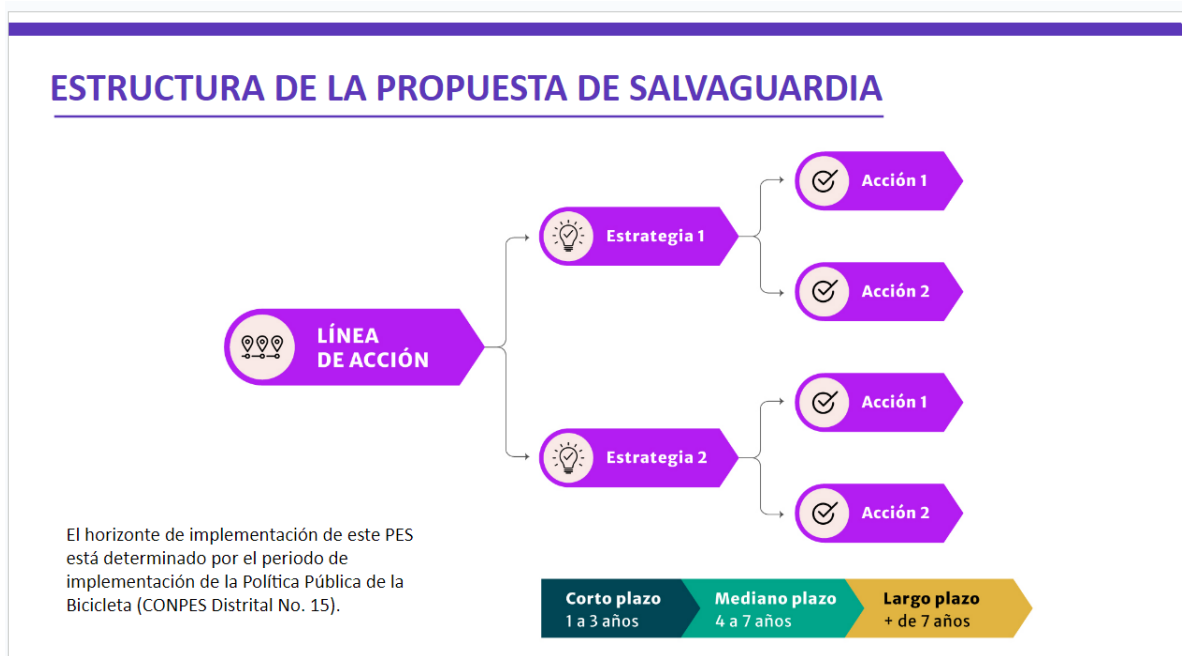 ESTRUCTURA DE LA PROPUESTA DE SALVAGUARDIA
LÍNEA
DE ACCIÓN
Estrategia 1
Acción 1
Acción 2
Estrategia 2
Acción 1
Acción 2
El horizonte de implementación de este PES
está determinado por el periodo de
implementación de la Política Pública de la
Bicicleta (CONPES Distrital No. 15).
Corto plazo
1 a 3 años
Mediano plazo
4 a 7 años
Largo plazo
+ de 7 años